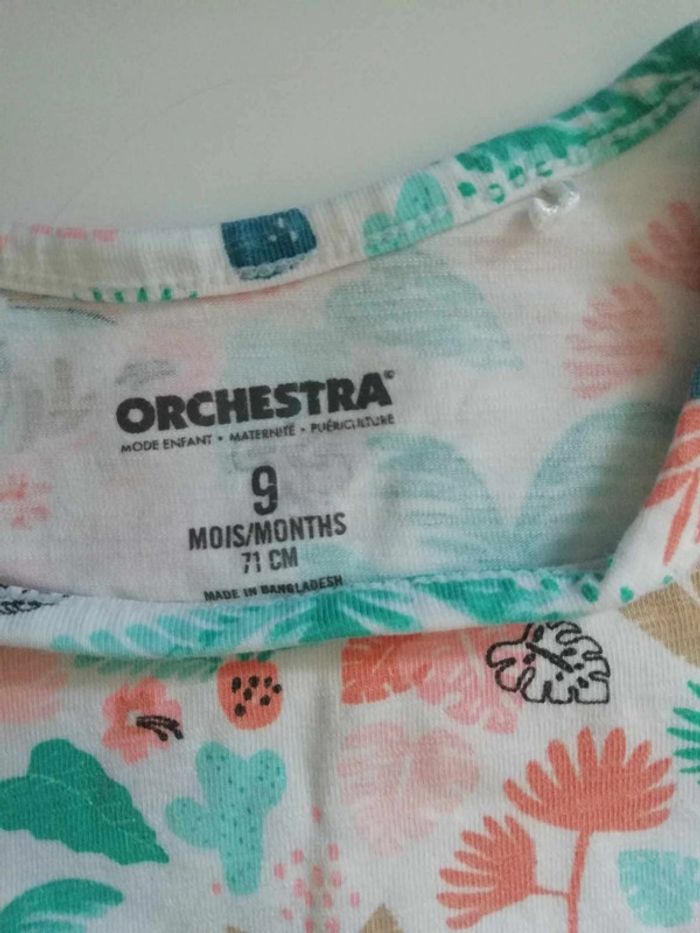 ORCHESTRA®
MODE ENFANT • MATERNITÉ • PUÉRICULTURE
9
MOIS/MONTHS
71 CM
MADE IN BANGLADESH